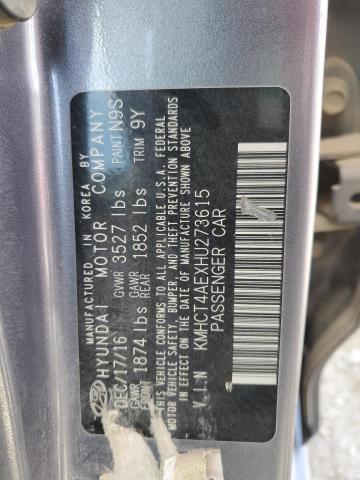 MANUFACTURED IN KOREA BY
HYUNDAI MOTOR COMPANY
DEC/17/16 GVWR 3527 lbs PAINT N9S
GAWR FRONT 1874 lbs GAWR REAR 1852 lbs TRIM 9Y
THIS VEHICLE CONFORMS TO ALL APPLICABLE U.S.A. FEDERAL
MOTOR VEHICLE SAFETY, BUMPER, AND THEFT PREVENTION STANDARDS
IN EFFECT ON THE DATE OF MANUFACTURE SHOWN ABOVE
V.I.N KMHCT4AEXHU273615
PASSENGER CAR